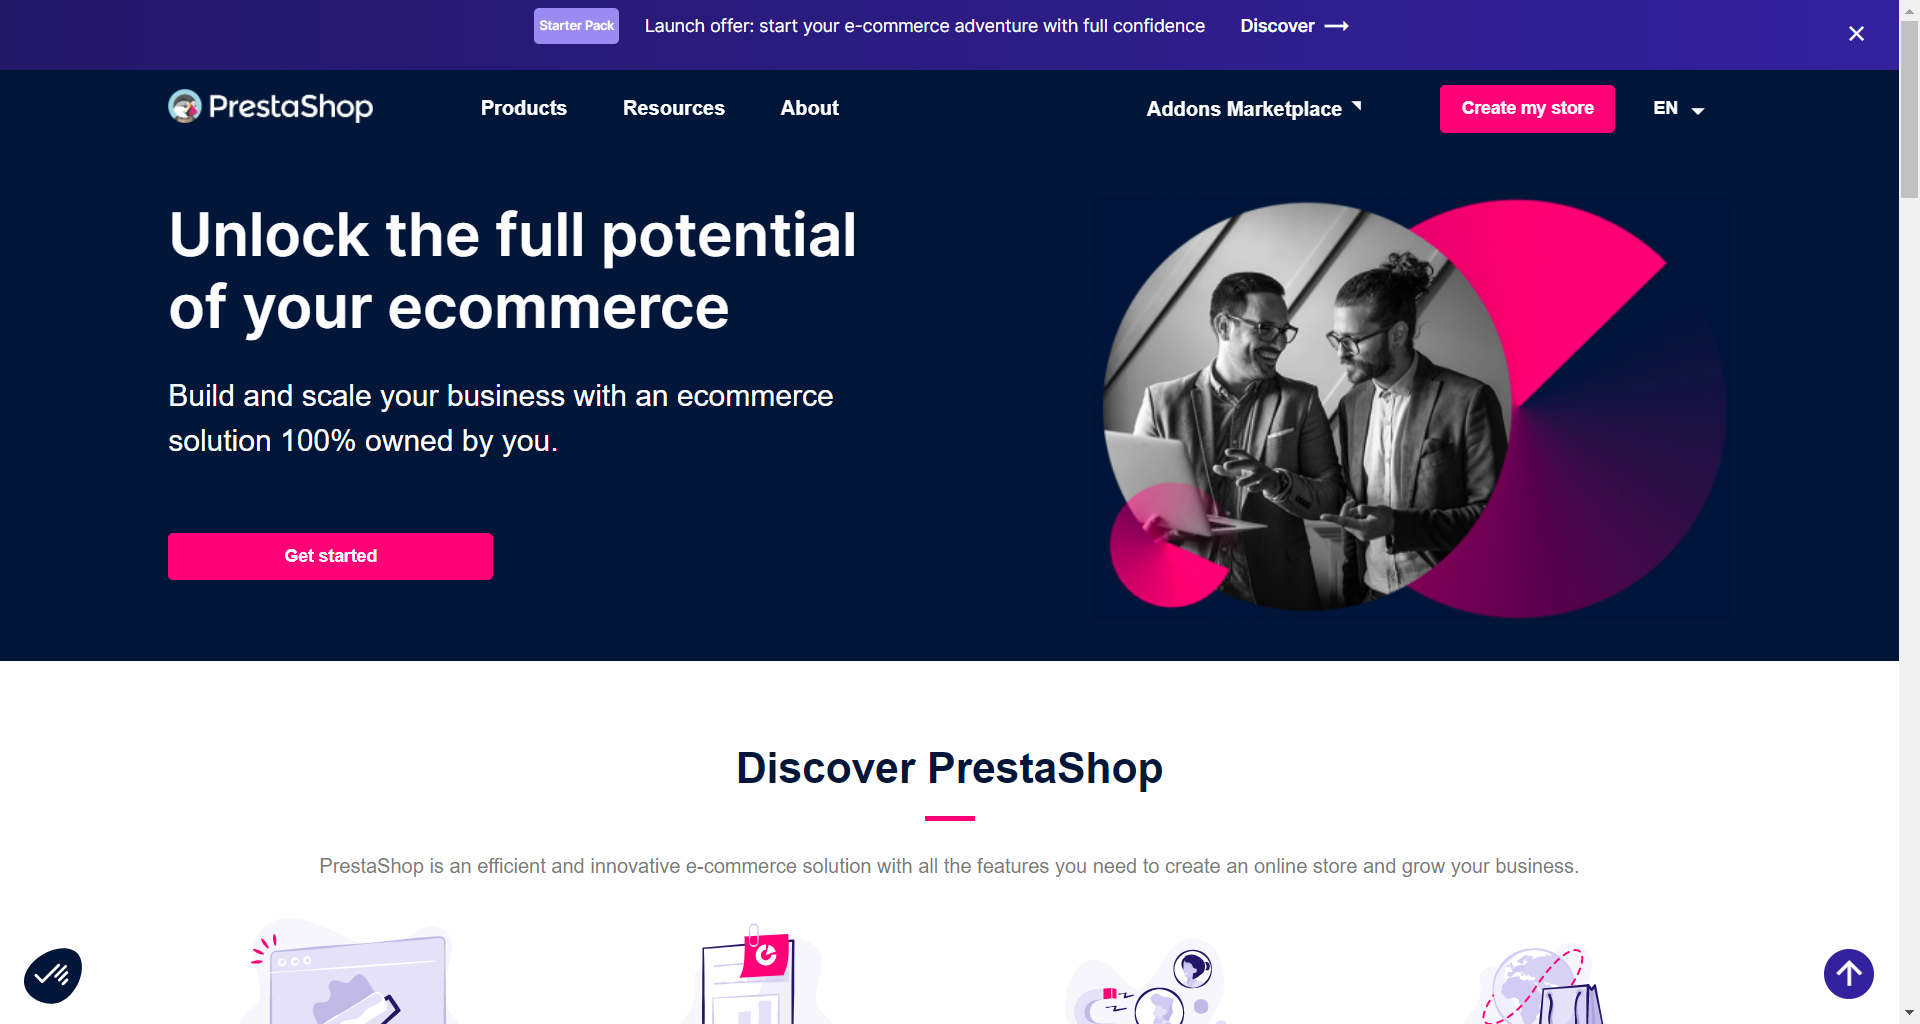 Starter Pack
Launch offer: start your e-commerce adventure with full confidence
Discover
PrestaShop
Products
Resources
About
Addons Marketplace
Create my store
EN
Unlock the full potential
of your ecommerce
Build and scale your business with an ecommerce
solution 100% owned by you.
Get started
Discover PrestaShop
PrestaShop is an efficient and innovative e-commerce solution with all the features you need to create an online store and grow your business.